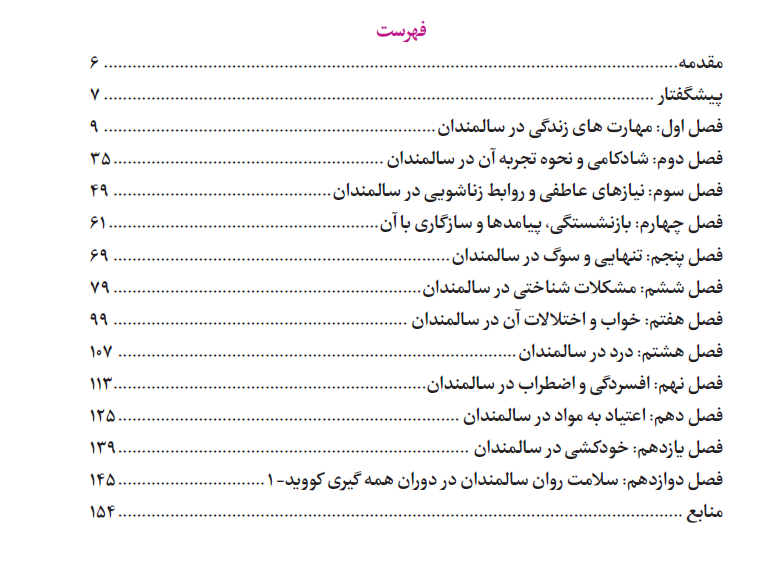 فهرست
مقدمه ........ ۶
پیشگفتار ........ ۷
فصل اول: مهارت های زندگی در سالمندان ........ ۹
فصل دوم: شادکامی و نحوه تجربه آن در سالمندان ........ ۳۵
فصل سوم: نیازهای عاطفی و روابط زناشویی در سالمندان ........ ۴۹
فصل چهارم: بازنشستگی، پیامدها و سازگاری با آن ........ ۶۱
فصل پنجم: تنهایی و سوگ در سالمندان ........ ۶۹
فصل ششم: مشکلات شناختی در سالمندان ........ ۷۹
فصل هفتم: خواب و اختلالات آن در سالمندان ........ ۹۹
فصل هشتم: درد در سالمندان ........ ۱۰۷
فصل نهم: افسردگی و اضطراب در سالمندان ........ ۱۱۳
فصل دهم: اعتیاد به مواد در سالمندان ........ ۱۲۵
فصل یازدهم: خودکشی در سالمندان ........ ۱۳۹
فصل دوازدهم: سلامت روان سالمندان در دوران همه گیری کووید-۱ ........ ۱۴۵
منابع ........ ۱۵۴